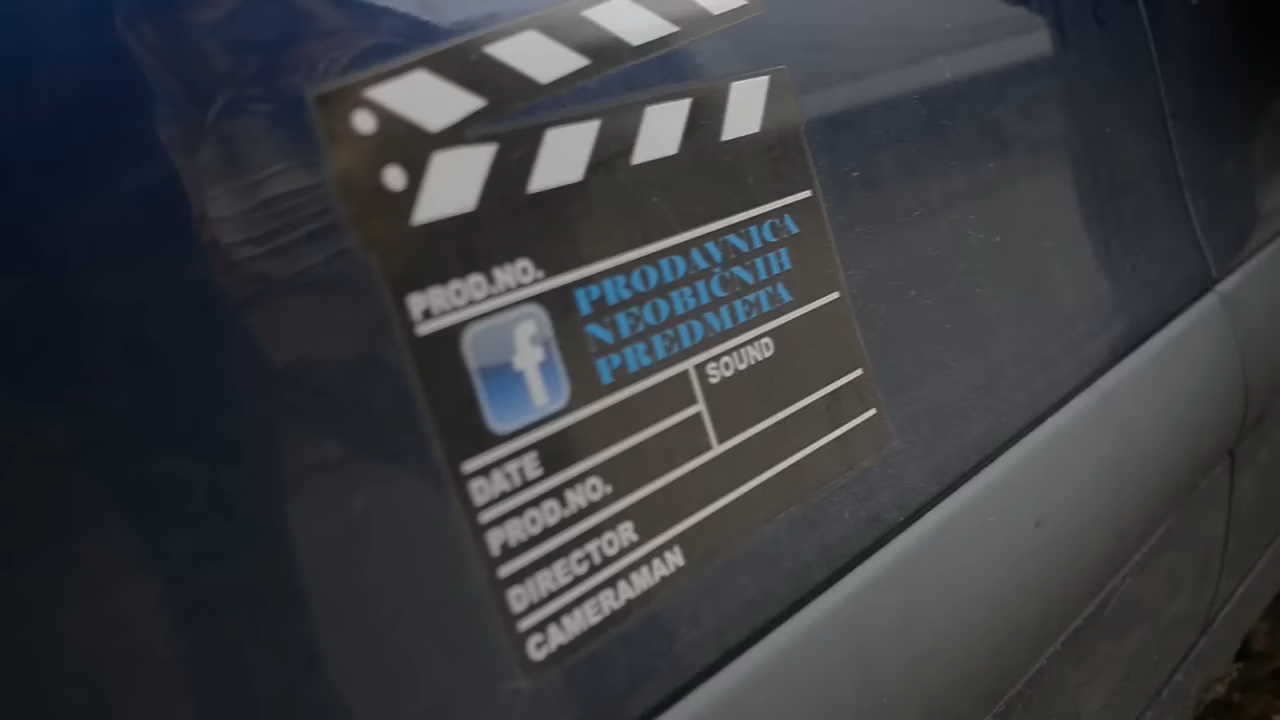 PROD.NO.
PRODAVNICA
NEOBIČNIH
PREDMETA
SOUND
DATE
PROD.NO.
DIRECTOR
CAMERAMAN